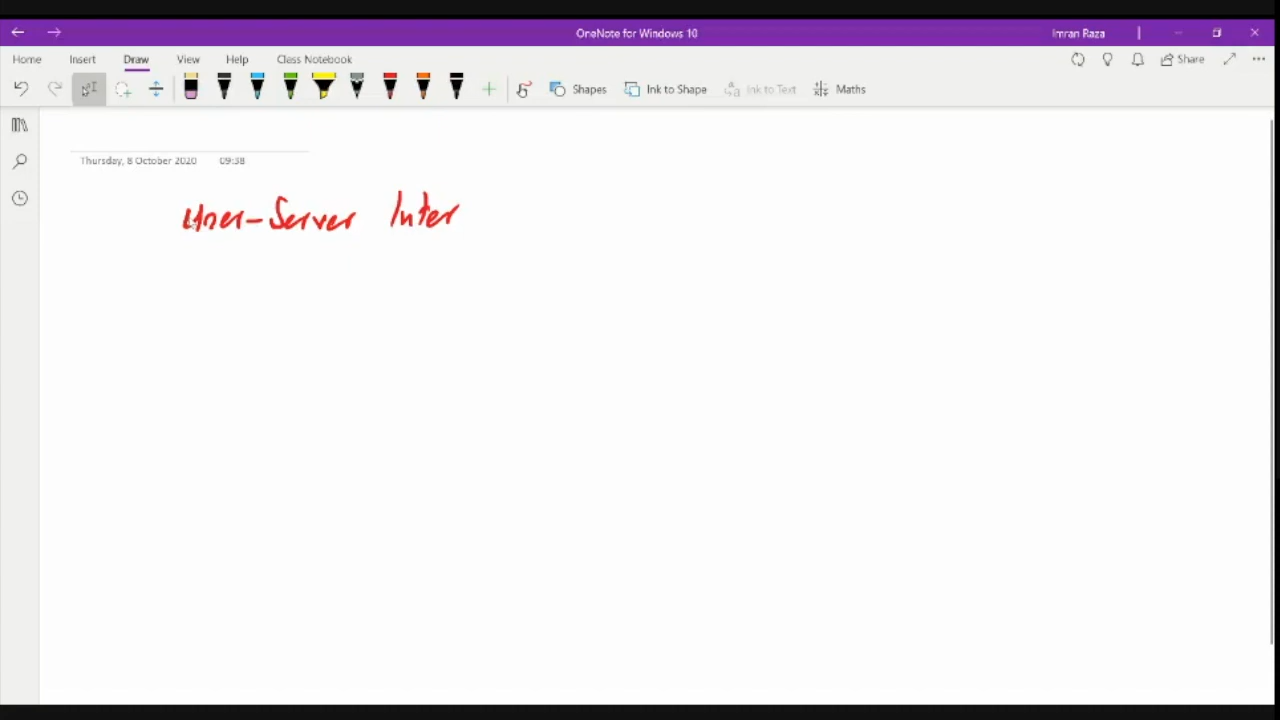 OneNote for Windows 10
Imran Raza
Home Insert Draw View Help Class Notebook Share
Shapes Ink to Shape Ink to Text Maths
Thursday, 8 October 2020 09:38
User-Server Inter